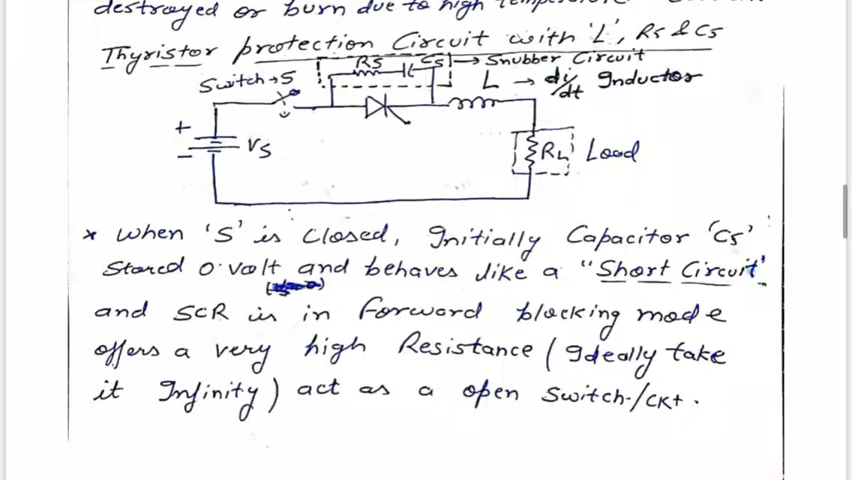 destroyed or burn due to high
Thyristor protection Circuit with 'L', Rs & Cs
Rs Cs → Snubber Circuit
Switch → S L → di/dt Inductor
+
− Vs RL Load
* When 'S' is closed, Initially Capacitor 'Cs'
Stored 0.volt and behaves like a "Short Circuit"
and SCR is in Forward blocking mode
offers a very high Resistance (Ideally take
it Infinity) act as a open Switch-/CKt.